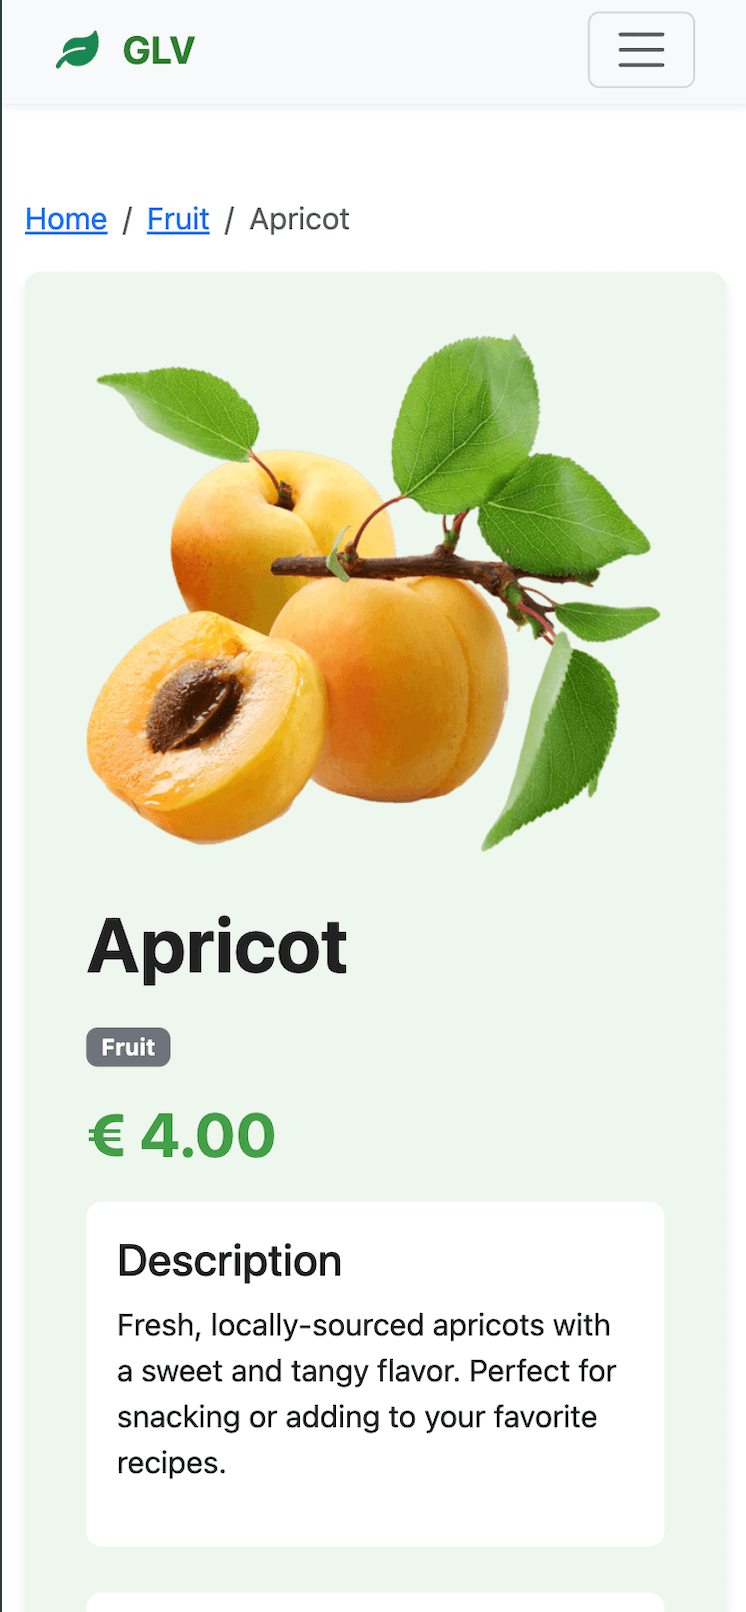 GLV
Home / Fruit / Apricot
Apricot
Fruit
€ 4.00
Description
Fresh, locally-sourced apricots with
a sweet and tangy flavor. Perfect for
snacking or adding to your favorite
recipes.